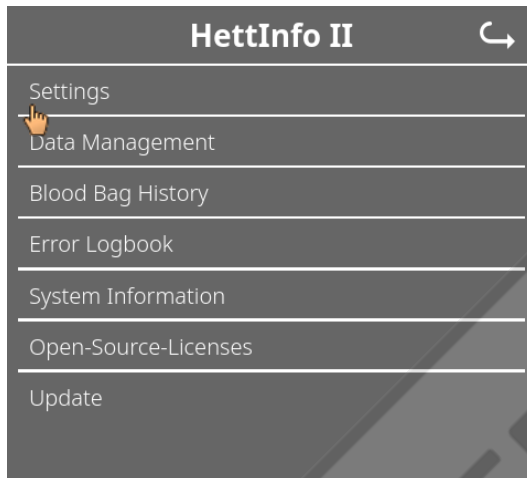 HettInfo II
Settings
Data Management
Blood Bag History
Error Logbook
System Information
Open-Source-Licenses
Update